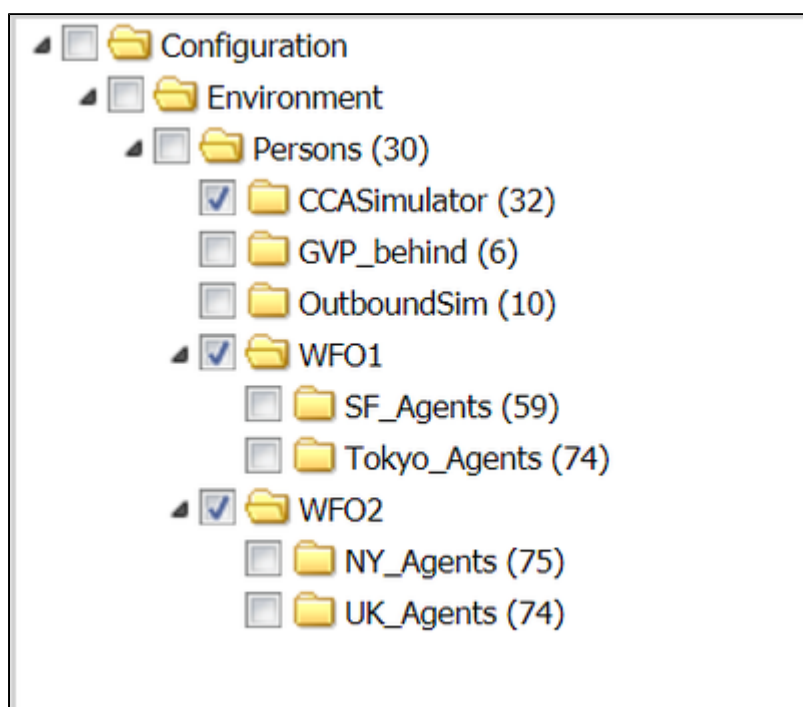 Configuration
Environment
Persons (30)
CCASimulator (32)
GVP_behind (6)
OutboundSim (10)
WFO1
SF_Agents (59)
Tokyo_Agents (74)
WFO2
NY_Agents (75)
UK_Agents (74)